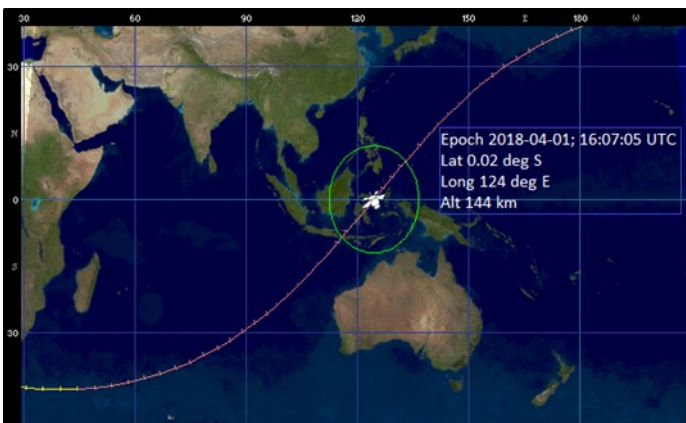 30 60 90 120 150 I 180 W
30
N
0
S
30
Epoch 2018-04-01; 16:07:05 UTC
Lat 0.02 deg S
Long 124 deg E
Alt 144 km